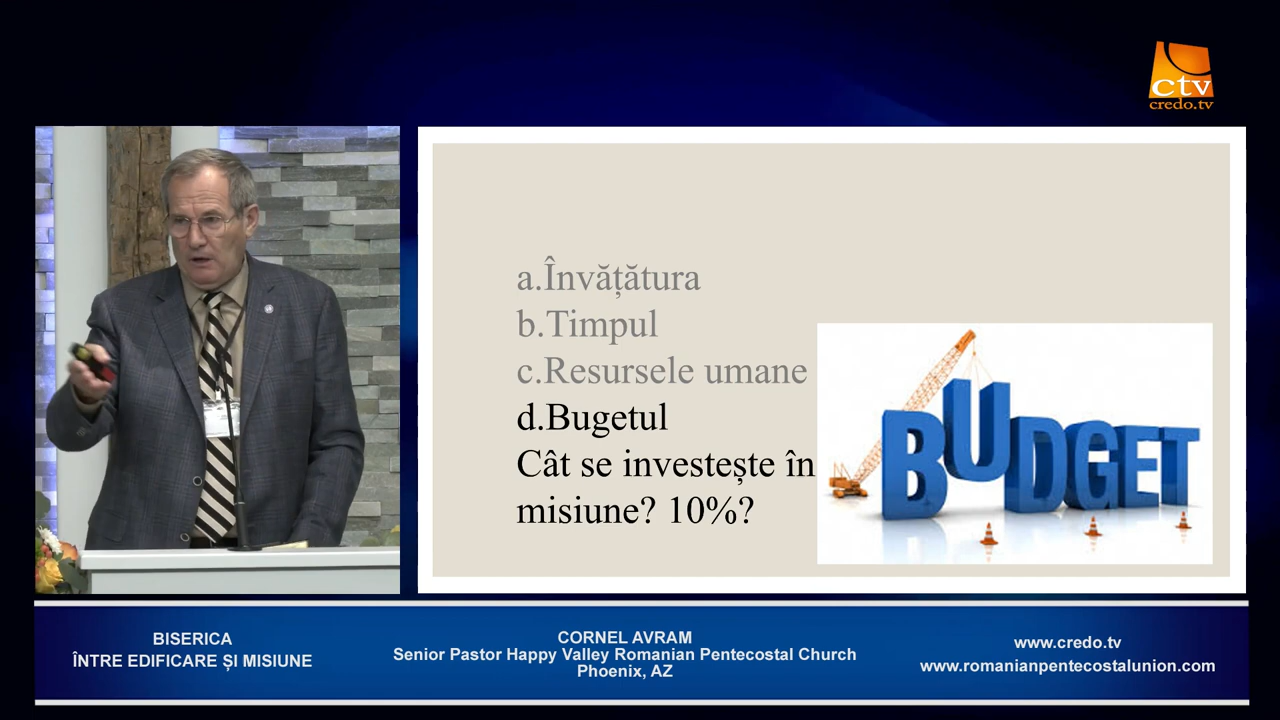 ctv
credo.tv
a.Învățătura
b.Timpul
c.Resursele umane
d.Bugetul
Cât se investește în
misiune? 10%?
BUDGET
BISERICA
ÎNTRE EDIFICARE ȘI MISIUNE
CORNEL AVRAM
Senior Pastor Happy Valley Romanian Pentecostal Church
Phoenix, AZ
www.credo.tv
www.romanianpentecostalunion.com